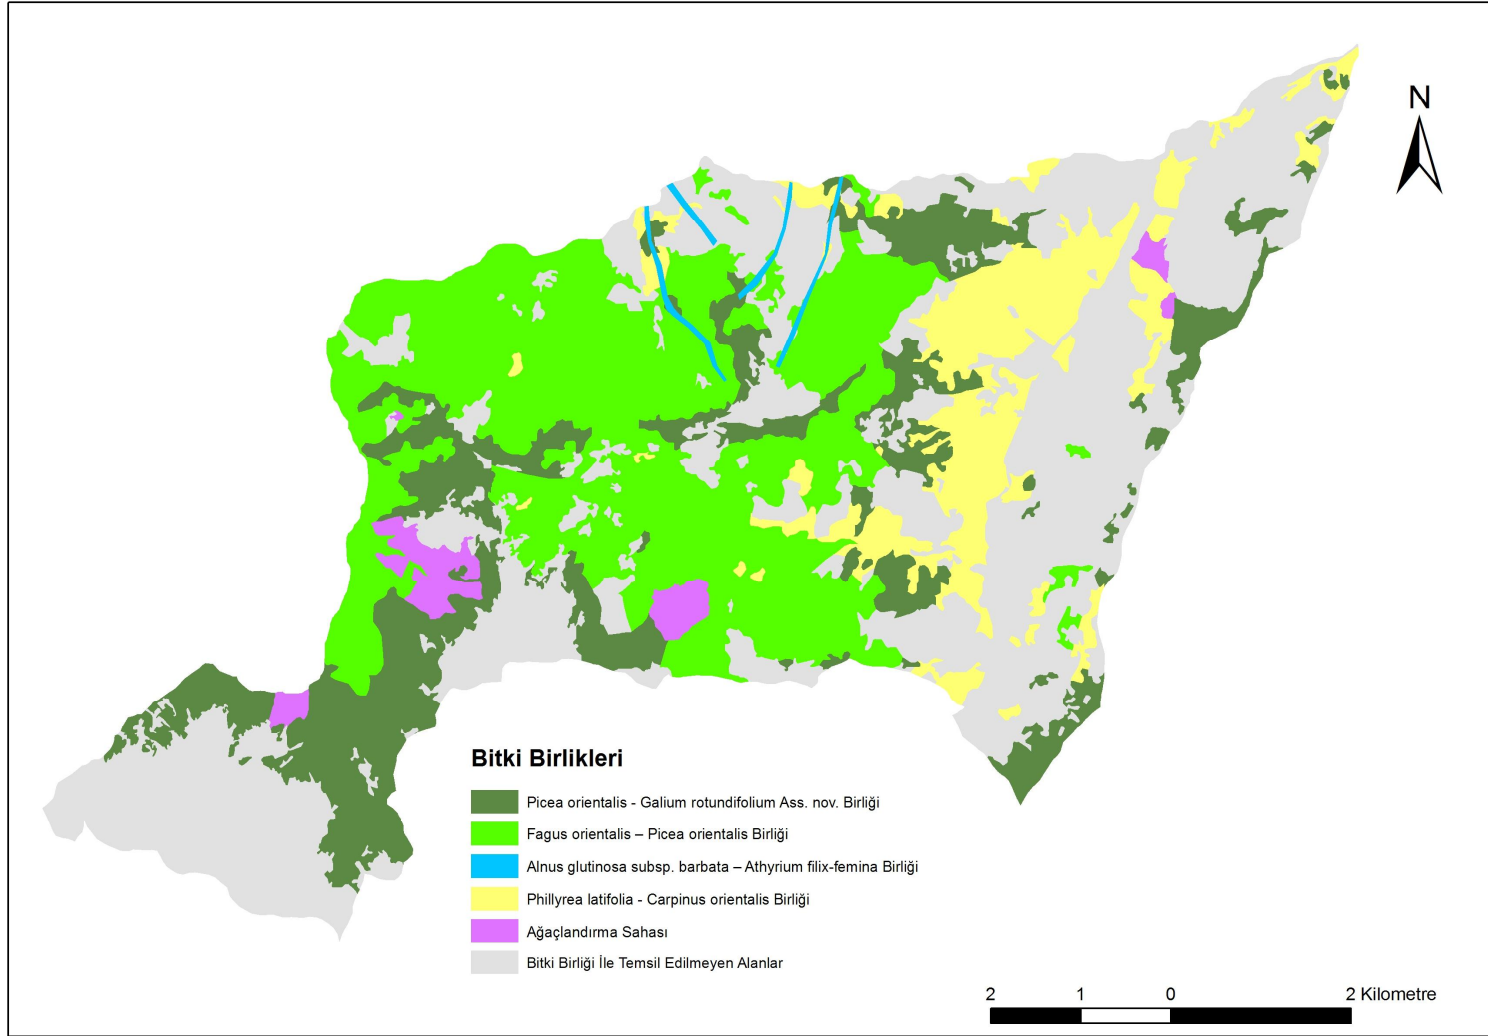 N
Bitki Birlikleri
Picea orientalis - Galium rotundifolium Ass. nov. Birliği
Fagus orientalis – Picea orientalis Birliği
Alnus glutinosa subsp. barbata – Athyrium filix-femina Birliği
Phillyrea latifolia - Carpinus orientalis Birliği
Ağaçlandırma Sahası
Bitki Birliği İle Temsil Edilmeyen Alanlar
2 1 0 2 Kilometre